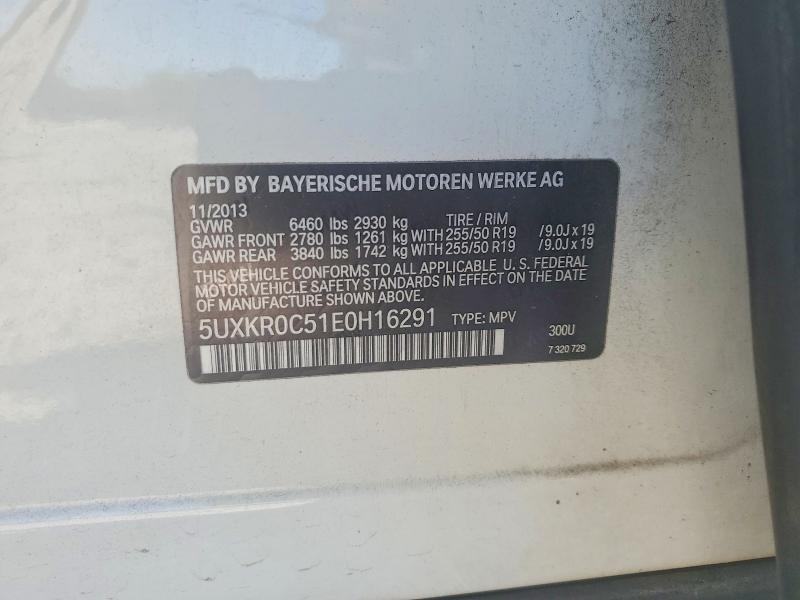 MFD BY BAYERISCHE MOTOREN WERKE AG
11/2013 TIRE / RIM
GVWR 6460 lbs 2930 kg
GAWR FRONT 2780 lbs 1261 kg WITH 255/50 R19 /9.0J x 19
GAWR REAR 3840 lbs 1742 kg WITH 255/50 R19 /9.0J x 19
THIS VEHICLE CONFORMS TO ALL APPLICABLE U. S. FEDERAL
MOTOR VEHICLE SAFETY STANDARDS IN EFFECT ON THE DATE
OF MANUFACTURE SHOWN ABOVE.
5UXKR0C51E0H16291 TYPE: MPV
300U
7 320 729